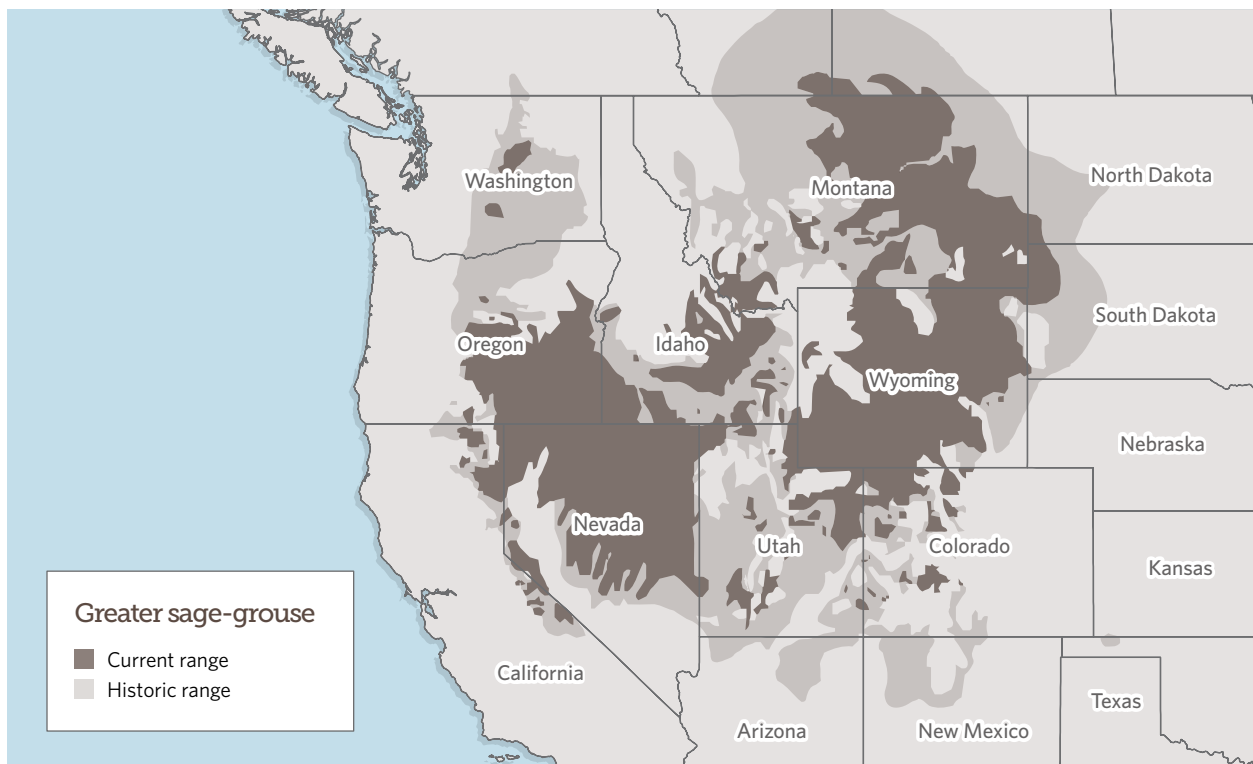 Washington
Montana
North Dakota
Oregon
Idaho
South Dakota
Wyoming
Nebraska
Nevada
Utah
Colorado
Kansas
Greater sage-grouse
Current range
Historic range
California
Arizona
New Mexico
Texas